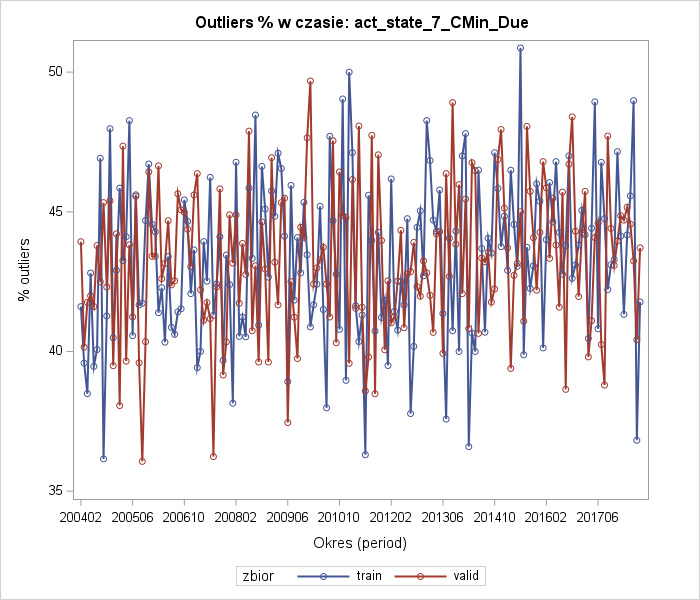 Outliers % w czasie: act_state_7_CMin_Due
% outliers
50
45
40
35
200402 200506 200610 200802 200906 201010 201202 201306 201410 201602 201706
Okres (period)
zbior train valid